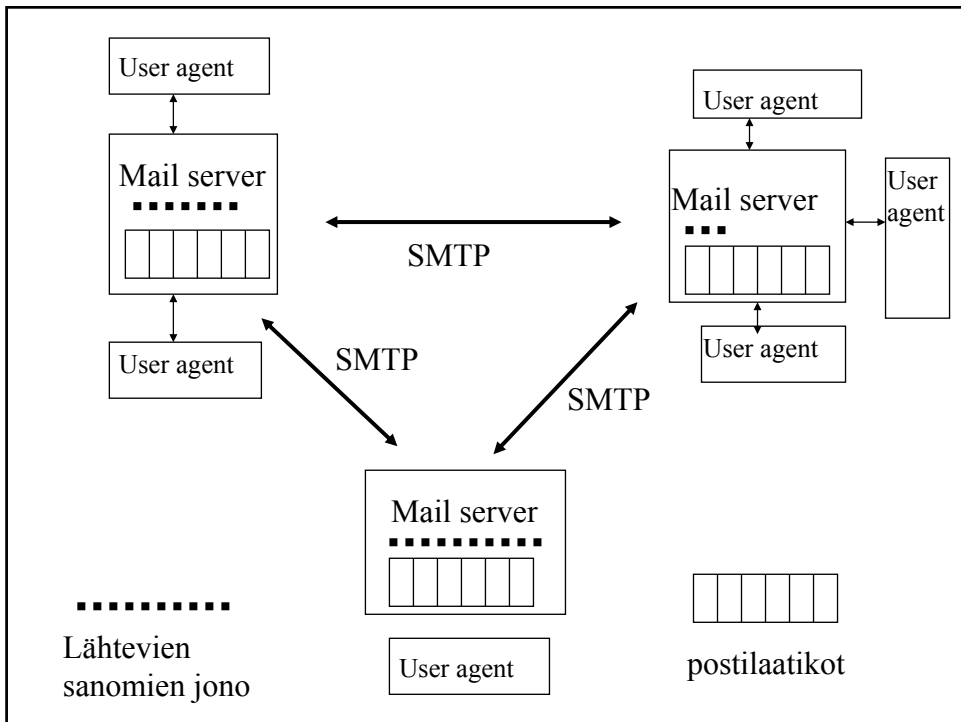 User agent
User agent
Mail server
Mail server
User
agent
SMTP
User agent
User agent
SMTP
SMTP
Mail server
User agent
Lähtevien
sanomien jono
postilaatikot